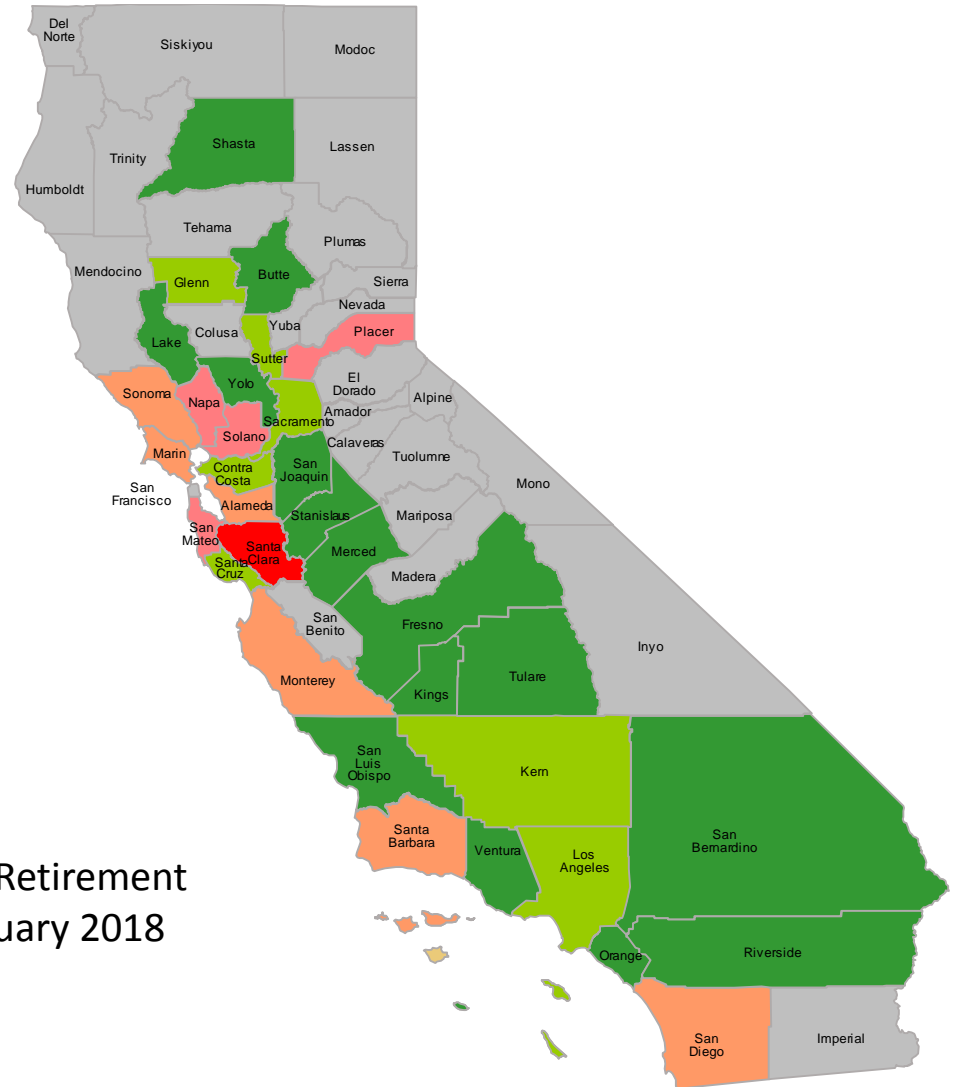 Del
Norte
Siskiyou
Modoc
Shasta
Trinity
Lassen
Humboldt
Tehama
Plumas
Mendocino
Glenn
Butte
Sierra
Nevada
Lake
Colusa
Yuba
Placer
Sutter
Sonoma
Napa
Yolo
El
Dorado
Alpine
Amador
Sacramento
Solano
Marin
Calaveras
Contra
Costa
San
Joaquin
Tuolumne
Mono
San
Francisco
Alameda
Stanislaus
Mariposa
San
Mateo
Santa
Clara
Merced
Santa
Cruz
Madera
San
Benito
Fresno
Inyo
Monterey
Kings
Tulare
San
Luis
Obispo
Kern
Santa
Barbara
Ventura
Los
Angeles
San
Bernardino
Retirement
uary 2018
Orange
Riverside
San
Diego
Imperial